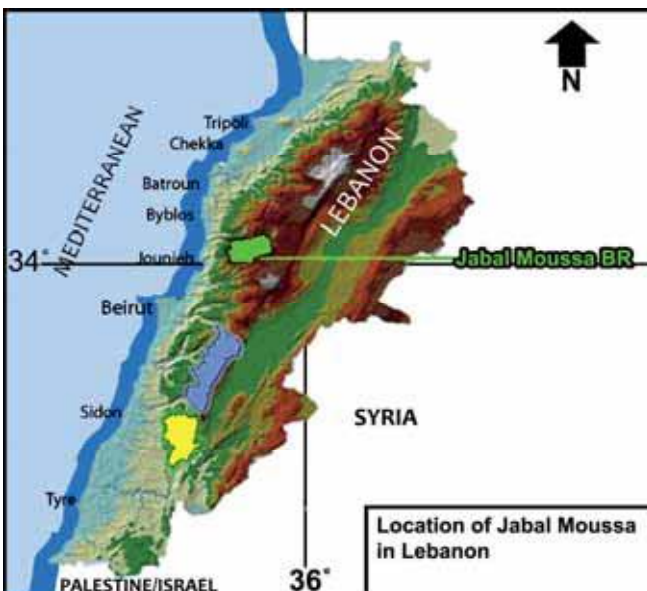 N
Tripoli
Chekka
MEDITERRANEAN
LEBANON
Batroun
Byblos
34°
Jounieh
Jabal Moussa BR
Beirut
Sidon
SYRIA
Tyre
Location of Jabal Moussa
in Lebanon
PALESTINE/ISRAEL
36°